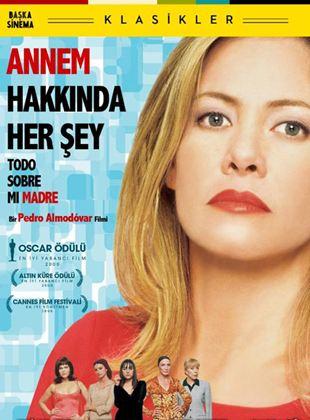 BAŞKA
SİNEMA
KLASİKLER
ANNEM
HAKKINDA
HER ŞEY
TODO
SOBRE
MI MADRE
Bir Pedro Almodóvar Filmi
OSCAR ÖDÜLÜ
EN İYİ YABANCI FİLM
2000
ALTIN KÜRE ÖDÜLÜ
EN İYİ YABANCI FİLM
2000
CANNES FİLM FESTİVALİ
EN İYİ YÖNETMEN
1999